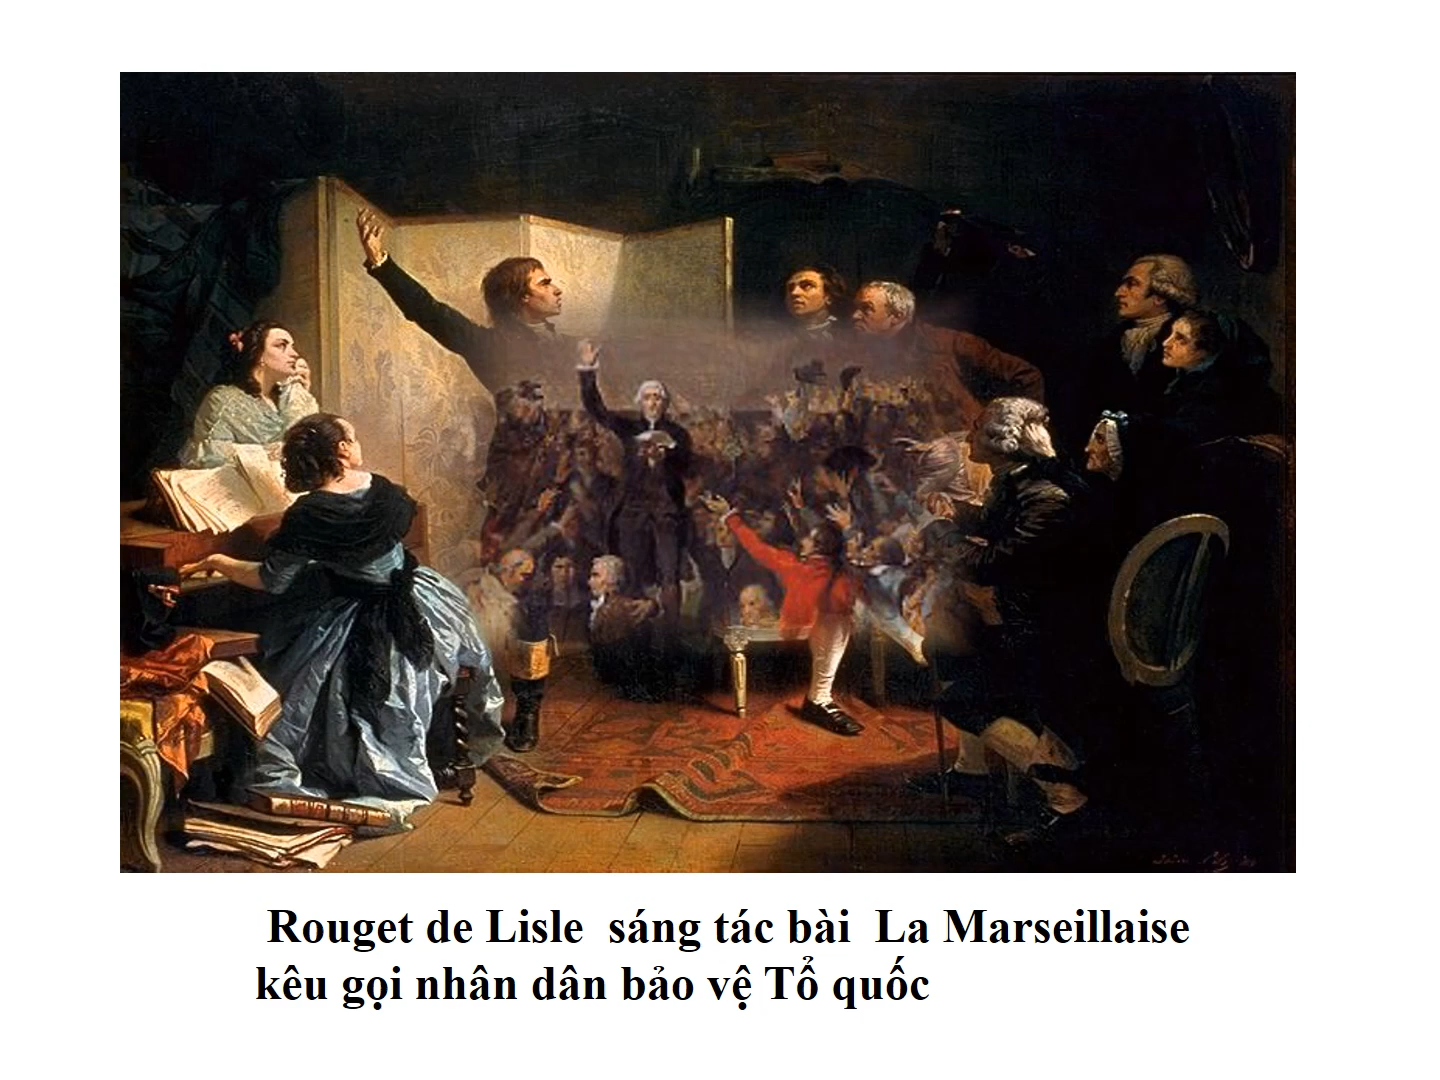 Rouget de Lisle sáng tác bài La Marseillaise
kêu gọi nhân dân bảo vệ Tổ quốc